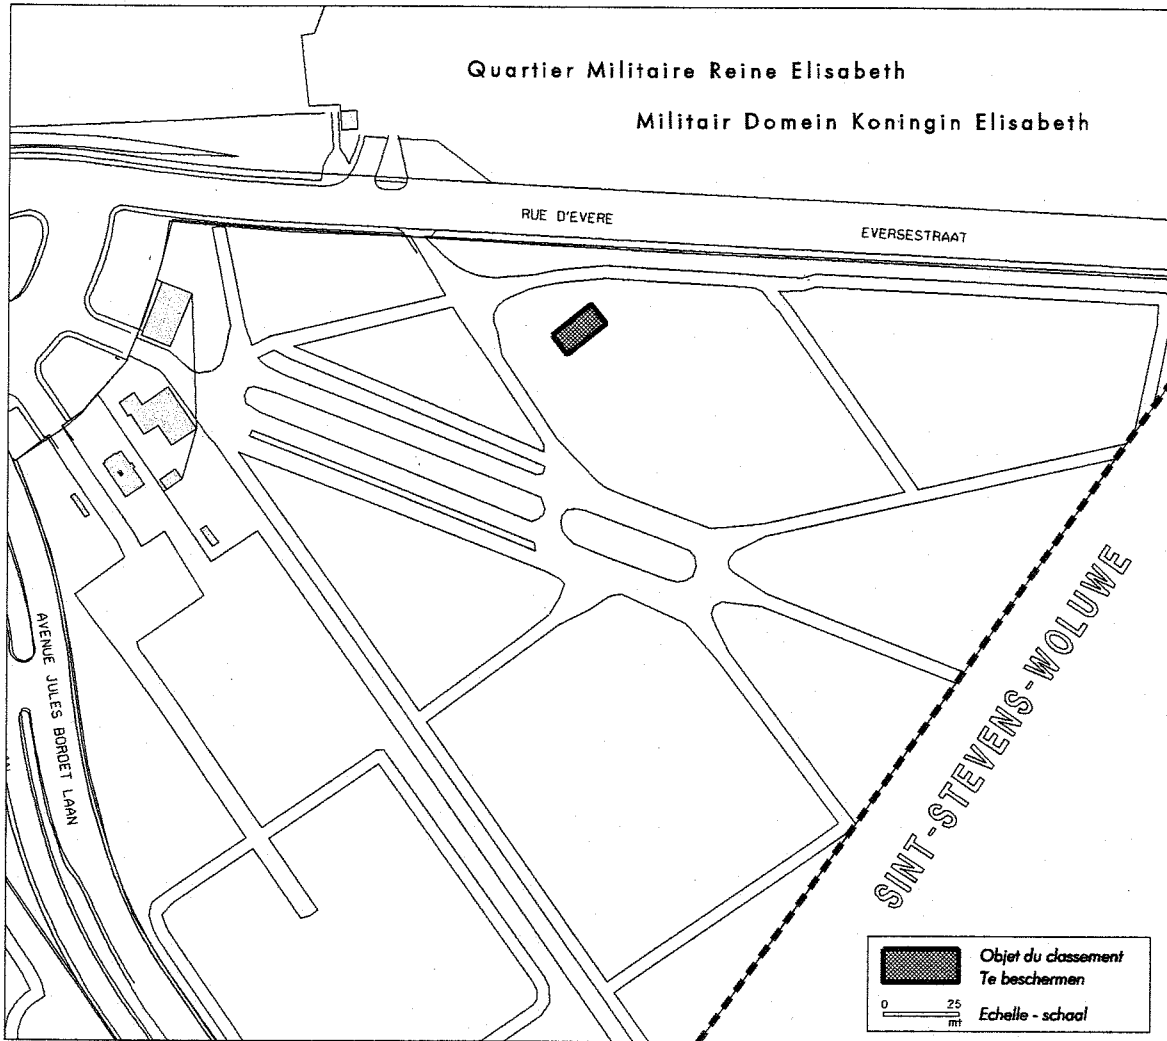 Quartier Militaire Reine Elisabeth
Militair Domein Koningin Elisabeth
RUE D'EVERE
EVERSESTRAAT
AVENUE JULES BORDET LAAN
AN
SINT-STEVENS-WOLUWE
Objet du classement
Te beschermen
0 25
mt
Echelle - schaal